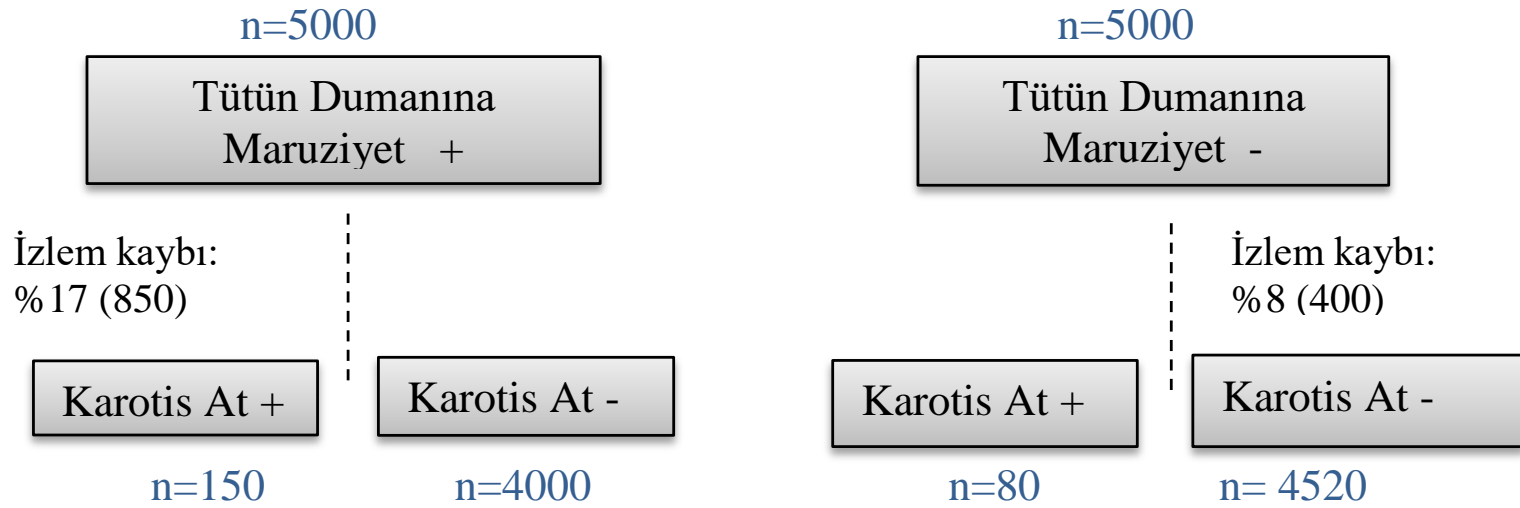 n=5000
Tütün Dumanına
Maruziyet +
İzlem kaybı:
%17 (850)
Karotis At +
Karotis At -
n=150
n=4000
n=5000
Tütün Dumanına
Maruziyet -
İzlem kaybı:
%8 (400)
Karotis At +
Karotis At -
n=80
n= 4520